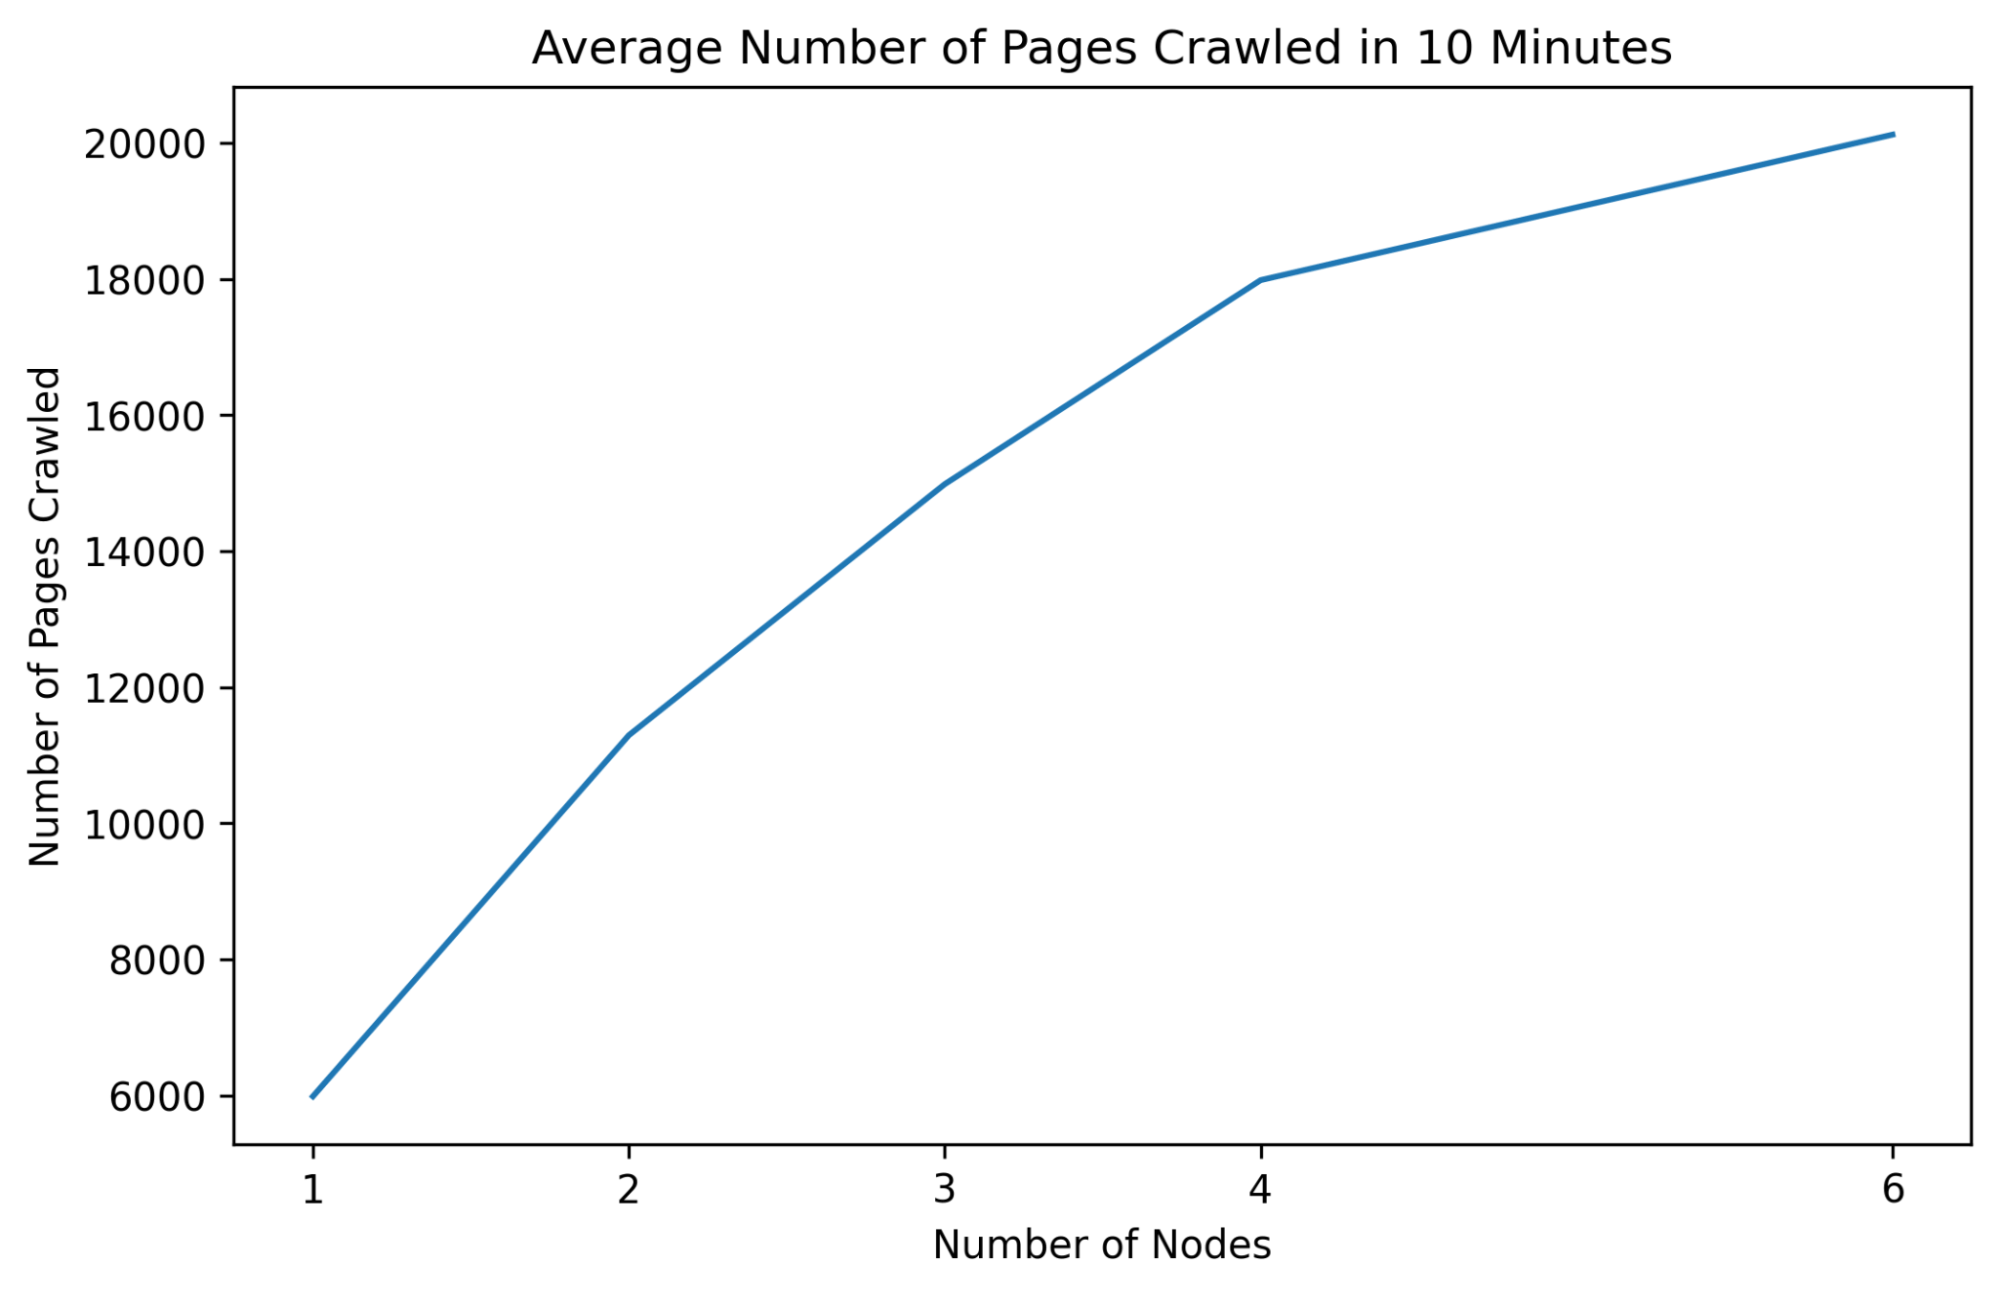 Average Number of Pages Crawled in 10 Minutes
Number of Pages Crawled
20000
18000
16000
14000
12000
10000
8000
6000
1 2 3 4 6
Number of Nodes